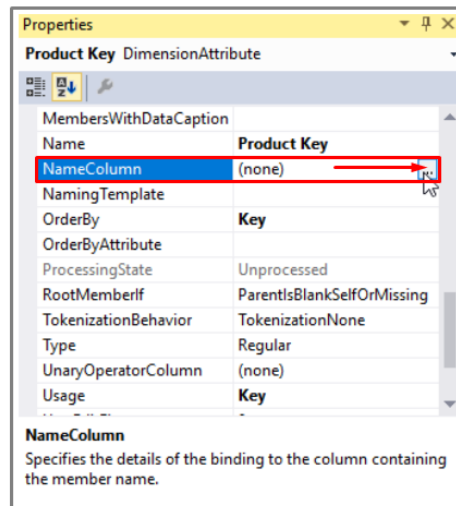 Properties
Product Key DimensionAttribute
MembersWithDataCaption
Name Product Key
NameColumn (none)
NamingTemplate
OrderBy Key
OrderByAttribute
ProcessingState Unprocessed
RootMemberIf ParentIsBlankSelfOrMissing
TokenizationBehavior TokenizationNone
Type Regular
UnaryOperatorColumn (none)
Usage Key
NameColumn
Specifies the details of the binding to the column containing
the member name.